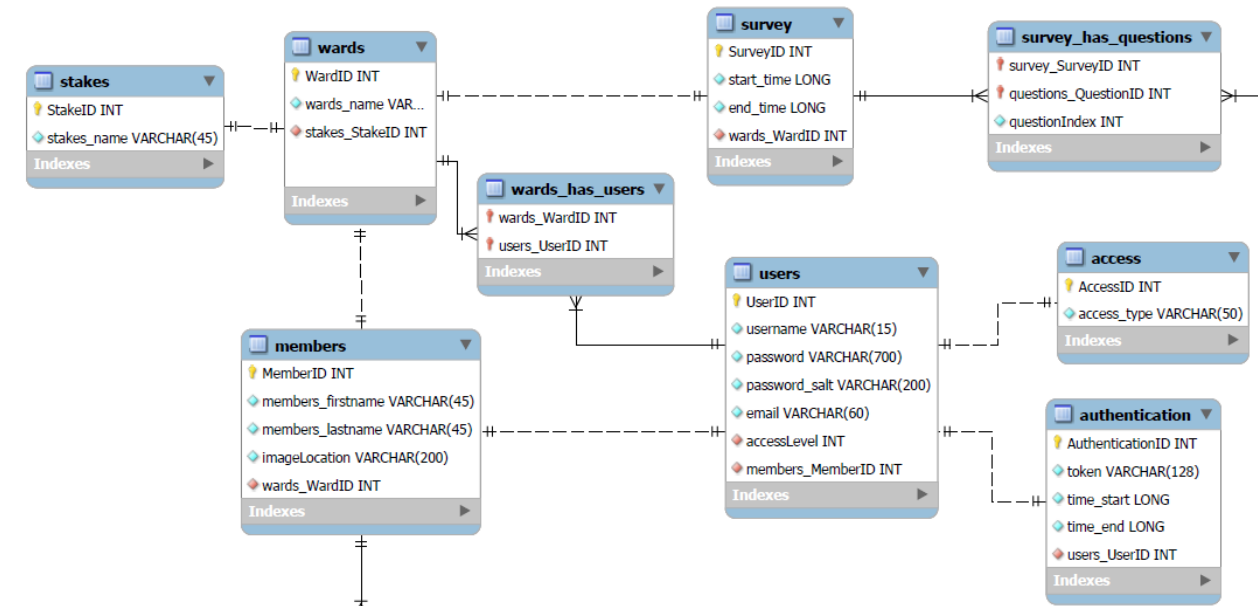 stakes
StakeID INT
stakes_name VARCHAR(45)
Indexes
wards
WardID INT
wards_name VAR...
stakes_StakeID INT
Indexes
survey
SurveyID INT
start_time LONG
end_time LONG
wards_WardID INT
Indexes
survey_has_questions
survey_SurveyID INT
questions_QuestionID INT
questionIndex INT
Indexes
wards_has_users
wards_WardID INT
users_UserID INT
Indexes
members
MemberID INT
members_firstname VARCHAR(45)
members_lastname VARCHAR(45)
imageLocation VARCHAR(200)
wards_WardID INT
Indexes
users
UserID INT
username VARCHAR(15)
password VARCHAR(700)
password_salt VARCHAR(200)
email VARCHAR(60)
accessLevel INT
members_MemberID INT
Indexes
access
AccessID INT
access_type VARCHAR(50)
Indexes
authentication
AuthenticationID INT
token VARCHAR(128)
time_start LONG
time_end LONG
users_UserID INT
Indexes